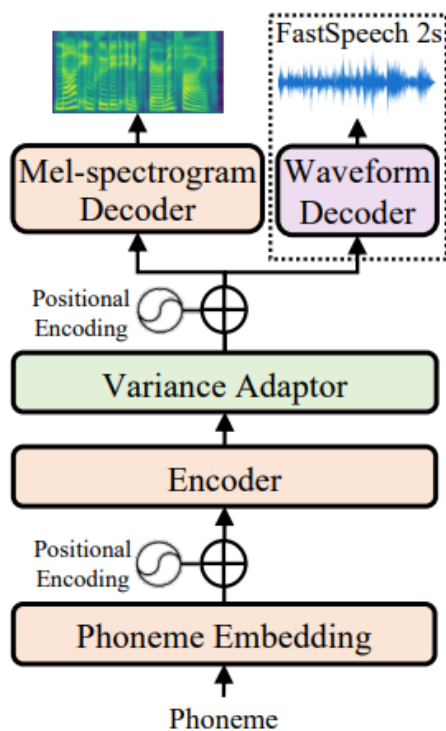 FastSpeech 2s
Mel-spectrogram
Decoder
Waveform
Decoder
Positional
Encoding
Variance Adaptor
Encoder
Positional
Encoding
Phoneme Embedding
Phoneme